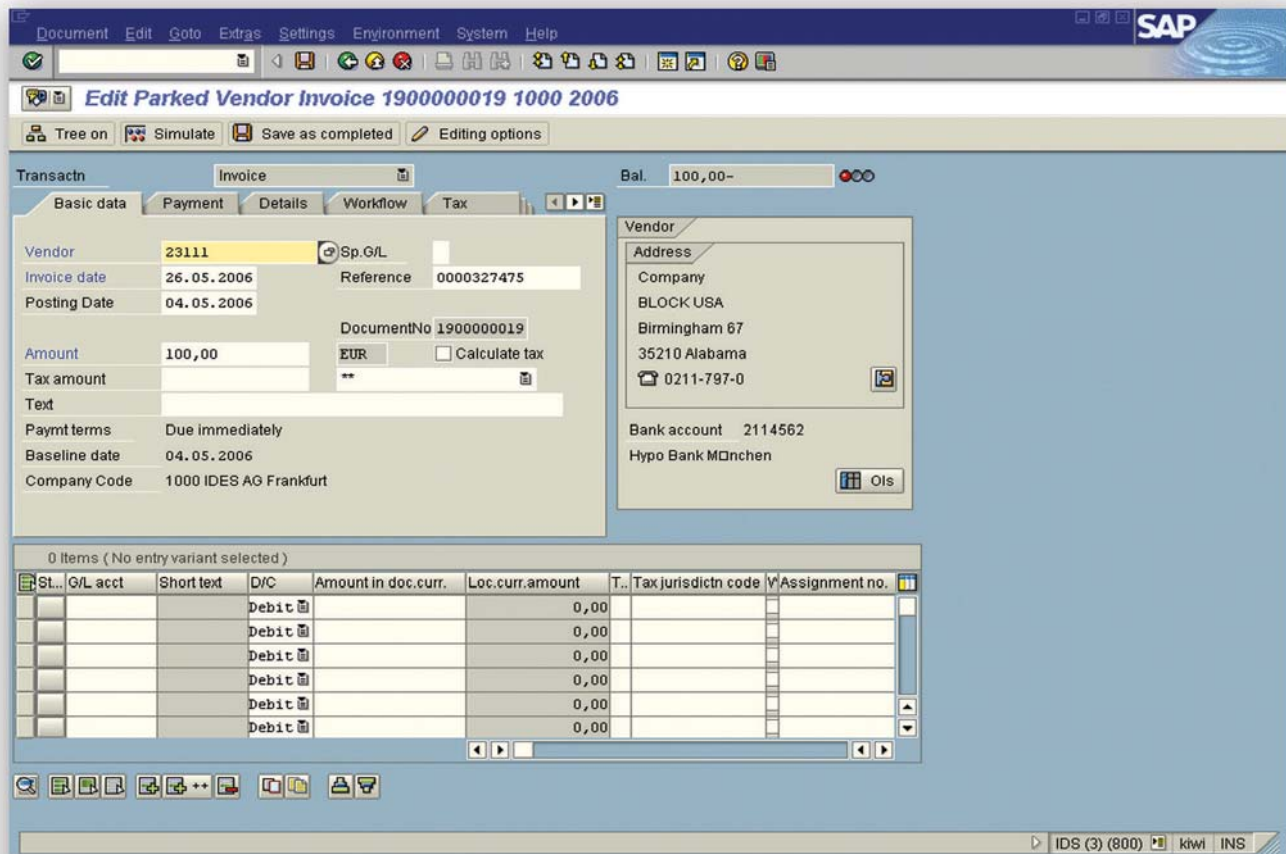 Document Edit Goto Extras Settings Environment System Help
SAP
Edit Parked Vendor Invoice 1900000019 1000 2006
Tree on Simulate Save as completed Editing options
Transactn Invoice Bal. 100,00-
Basic data Payment Details Workflow Tax
Vendor 23111 Sp.G/L
Invoice date 26.05.2006 Reference 0000327475
Posting Date 04.05.2006
DocumentNo 1900000019
Amount 100,00 EUR Calculate tax
Tax amount **
Text
Paymt terms Due immediately
Baseline date 04.05.2006
Company Code 1000 IDES AG Frankfurt
Vendor
Address
Company
BLOCK USA
Birmingham 67
35210 Alabama
0211-797-0
Bank account 2114562
Hypo Bank M□nchen
OIs
0 Items ( No entry variant selected )
St... G/L acct Short text D/C Amount in doc.curr. Loc.curr.amount T.. Tax jurisdictn code V Assignment no.
Debit 0,00
Debit 0,00
Debit 0,00
Debit 0,00
Debit 0,00
Debit 0,00
IDS (3) (800) kiwi INS